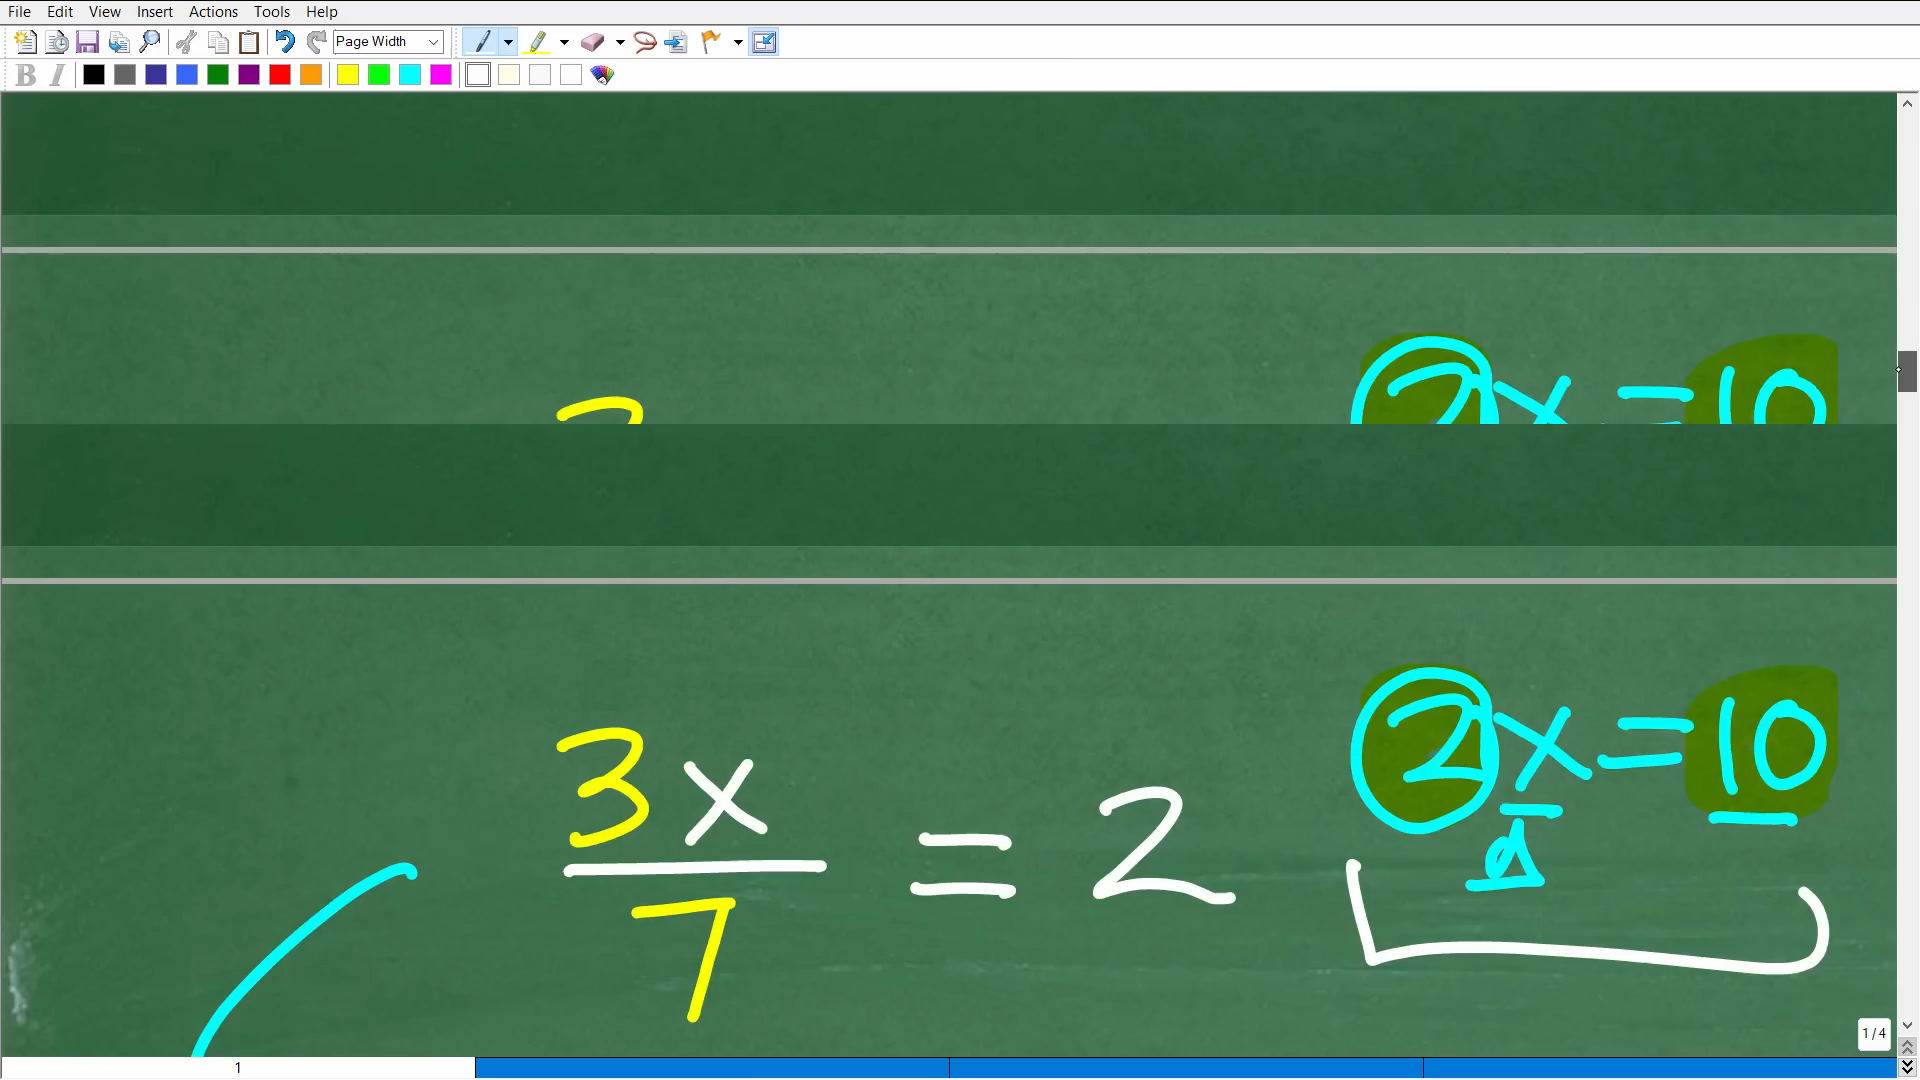 File Edit View Insert Actions Tools Help
Page Width
B I
2x = 10
3x/7 = 2
2x = 10
1 / 4
1